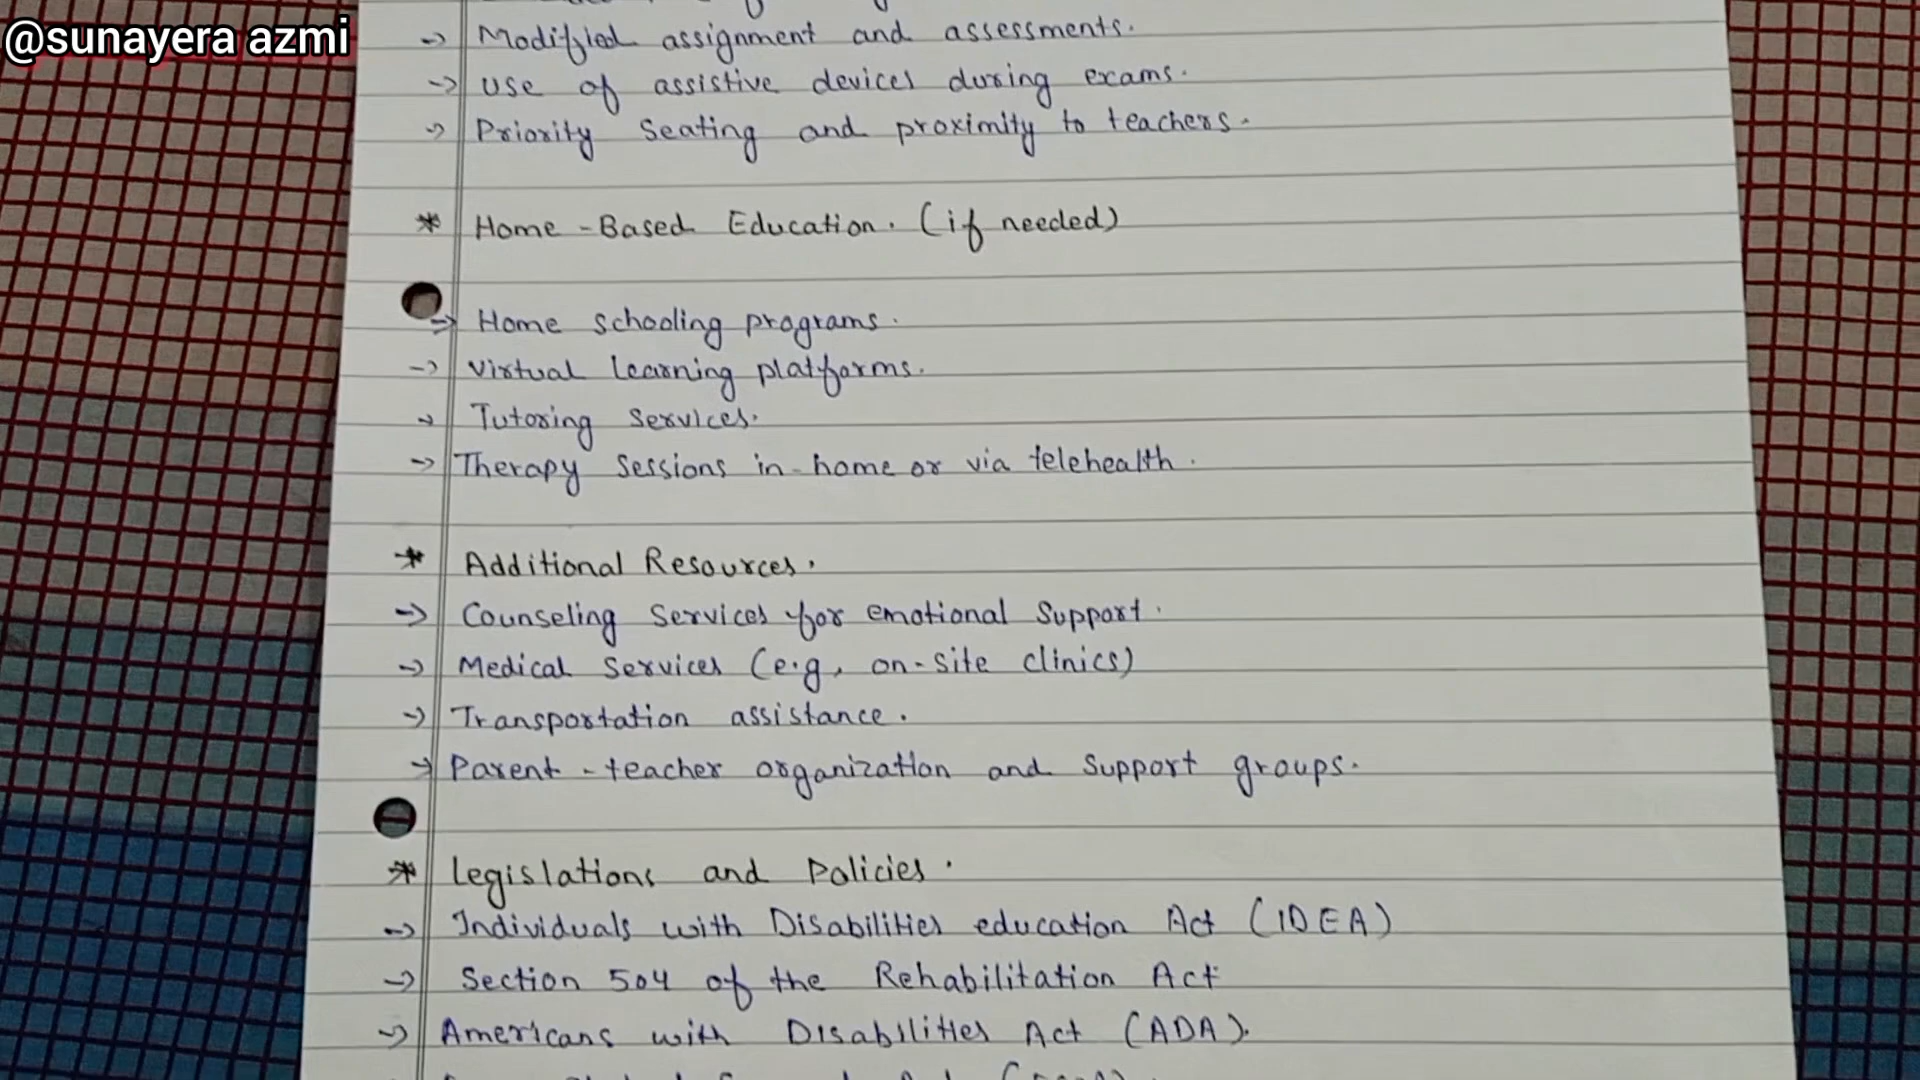 @sunayera azmi
→ Modified assignment and assessments.
→ use of assistive devices during exams.
→ Priority Seating and proximity to teachers.
* Home - Based Education. (if needed)
→ Home schooling programs.
→ Virtual learning platforms.
→ Tutoring services.
→ Therapy Sessions in-home or via telehealth.
* Additional Resources.
→ Counseling Services for emotional Support.
→ Medical Services (e.g, on-site clinics)
→ Transportation assistance.
→ Parent - teacher organization and Support groups.
* Legislations and Policies.
→ Individuals with Disabilities education Act (IDEA)
→ Section 504 of the Rehabilitation Act
→ Americans with Disabilities Act (ADA).